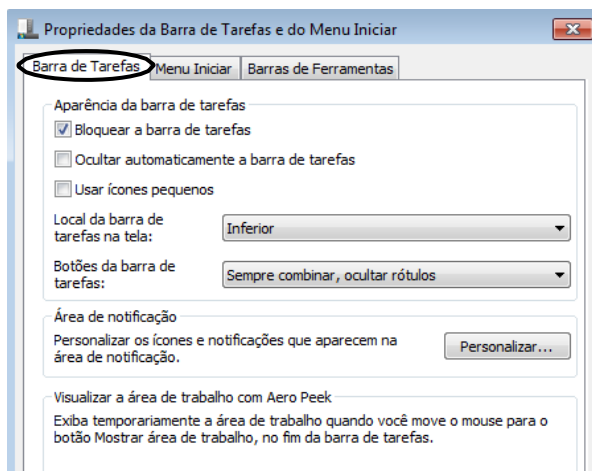 Propriedades da Barra de Tarefas e do Menu Iniciar
Barra de Tarefas Menu Iniciar Barras de Ferramentas
Aparência da barra de tarefas
Bloquear a barra de tarefas
Ocultar automaticamente a barra de tarefas
Usar ícones pequenos
Local da barra de
tarefas na tela:
Inferior
Botões da barra de
tarefas:
Sempre combinar, ocultar rótulos
Área de notificação
Personalizar os ícones e notificações que aparecem na
área de notificação.
Personalizar...
Visualizar a área de trabalho com Aero Peek
Exiba temporariamente a área de trabalho quando você move o mouse para o
botão Mostrar área de trabalho, no fim da barra de tarefas.